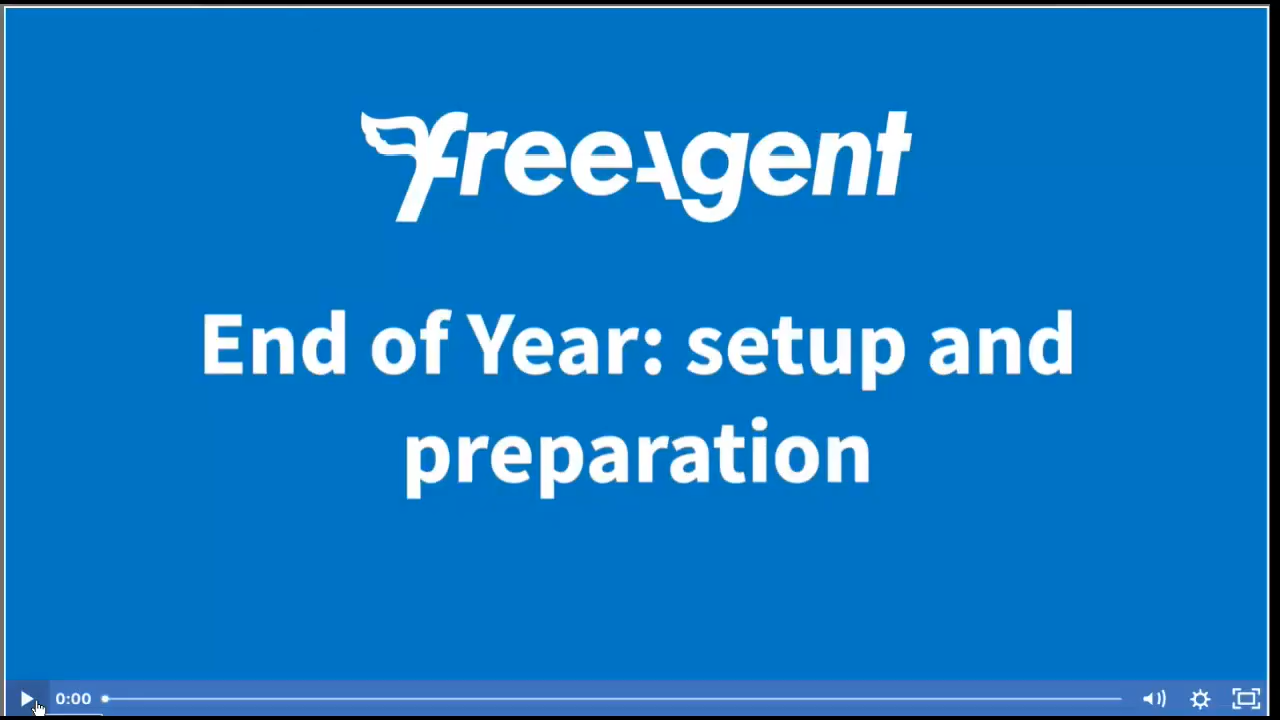 freeAgent
End of Year: setup and
preparation
0:00